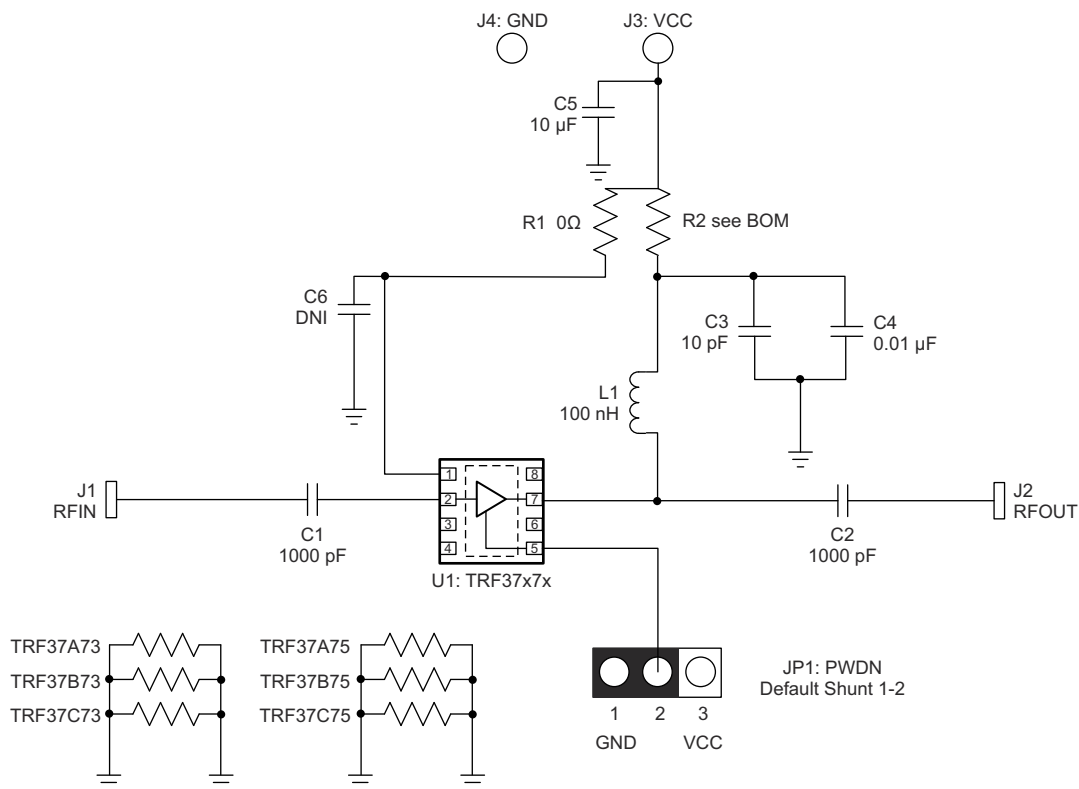 J4: GND
J3: VCC
C5
10 µF
R1 0Ω
R2 see BOM
C6
DNI
C3
10 pF
C4
0.01 µF
L1
100 nH
1
8
2
7
3
6
4
5
J1
RFIN
C1
1000 pF
U1: TRF37x7x
C2
1000 pF
J2
RFOUT
TRF37A73
TRF37B73
TRF37C73
TRF37A75
TRF37B75
TRF37C75
JP1: PWDN
Default Shunt 1-2
1 2 3
GND VCC